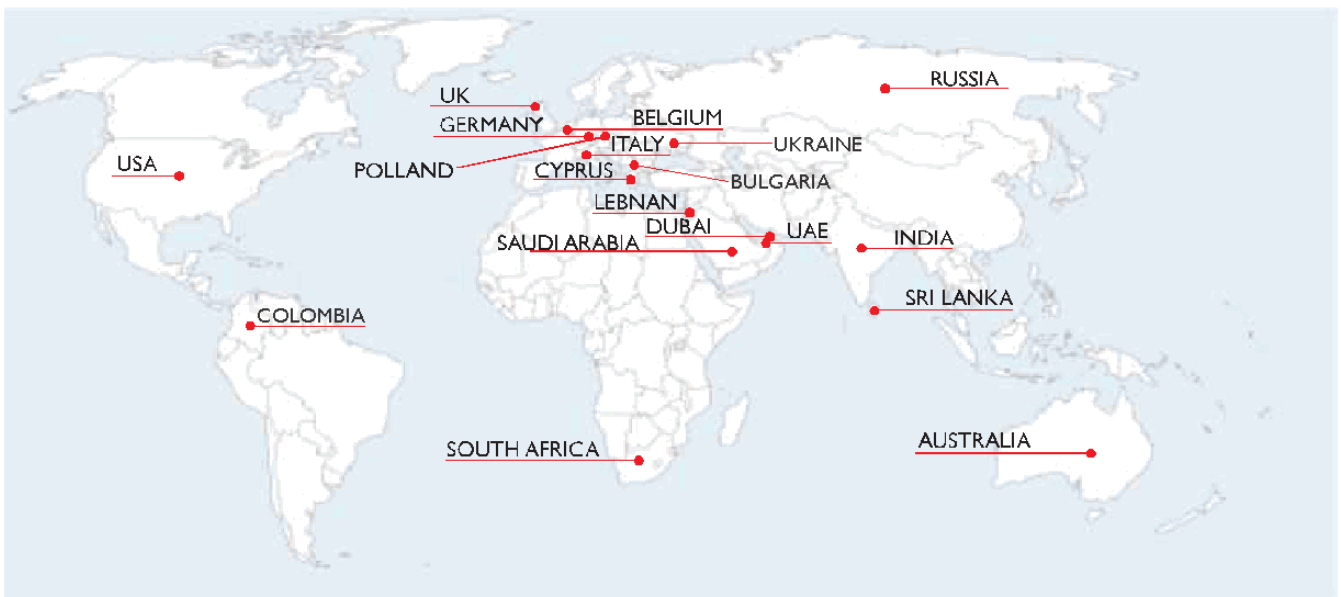 RUSSIA
UK
BELGIUM
GERMANY
ITALY
UKRAINE
USA
POLLAND
CYPRUS
BULGARIA
LEBNAN
DUBAI
UAE
SAUDI ARABIA
INDIA
SRI LANKA
COLOMBIA
SOUTH AFRICA
AUSTRALIA